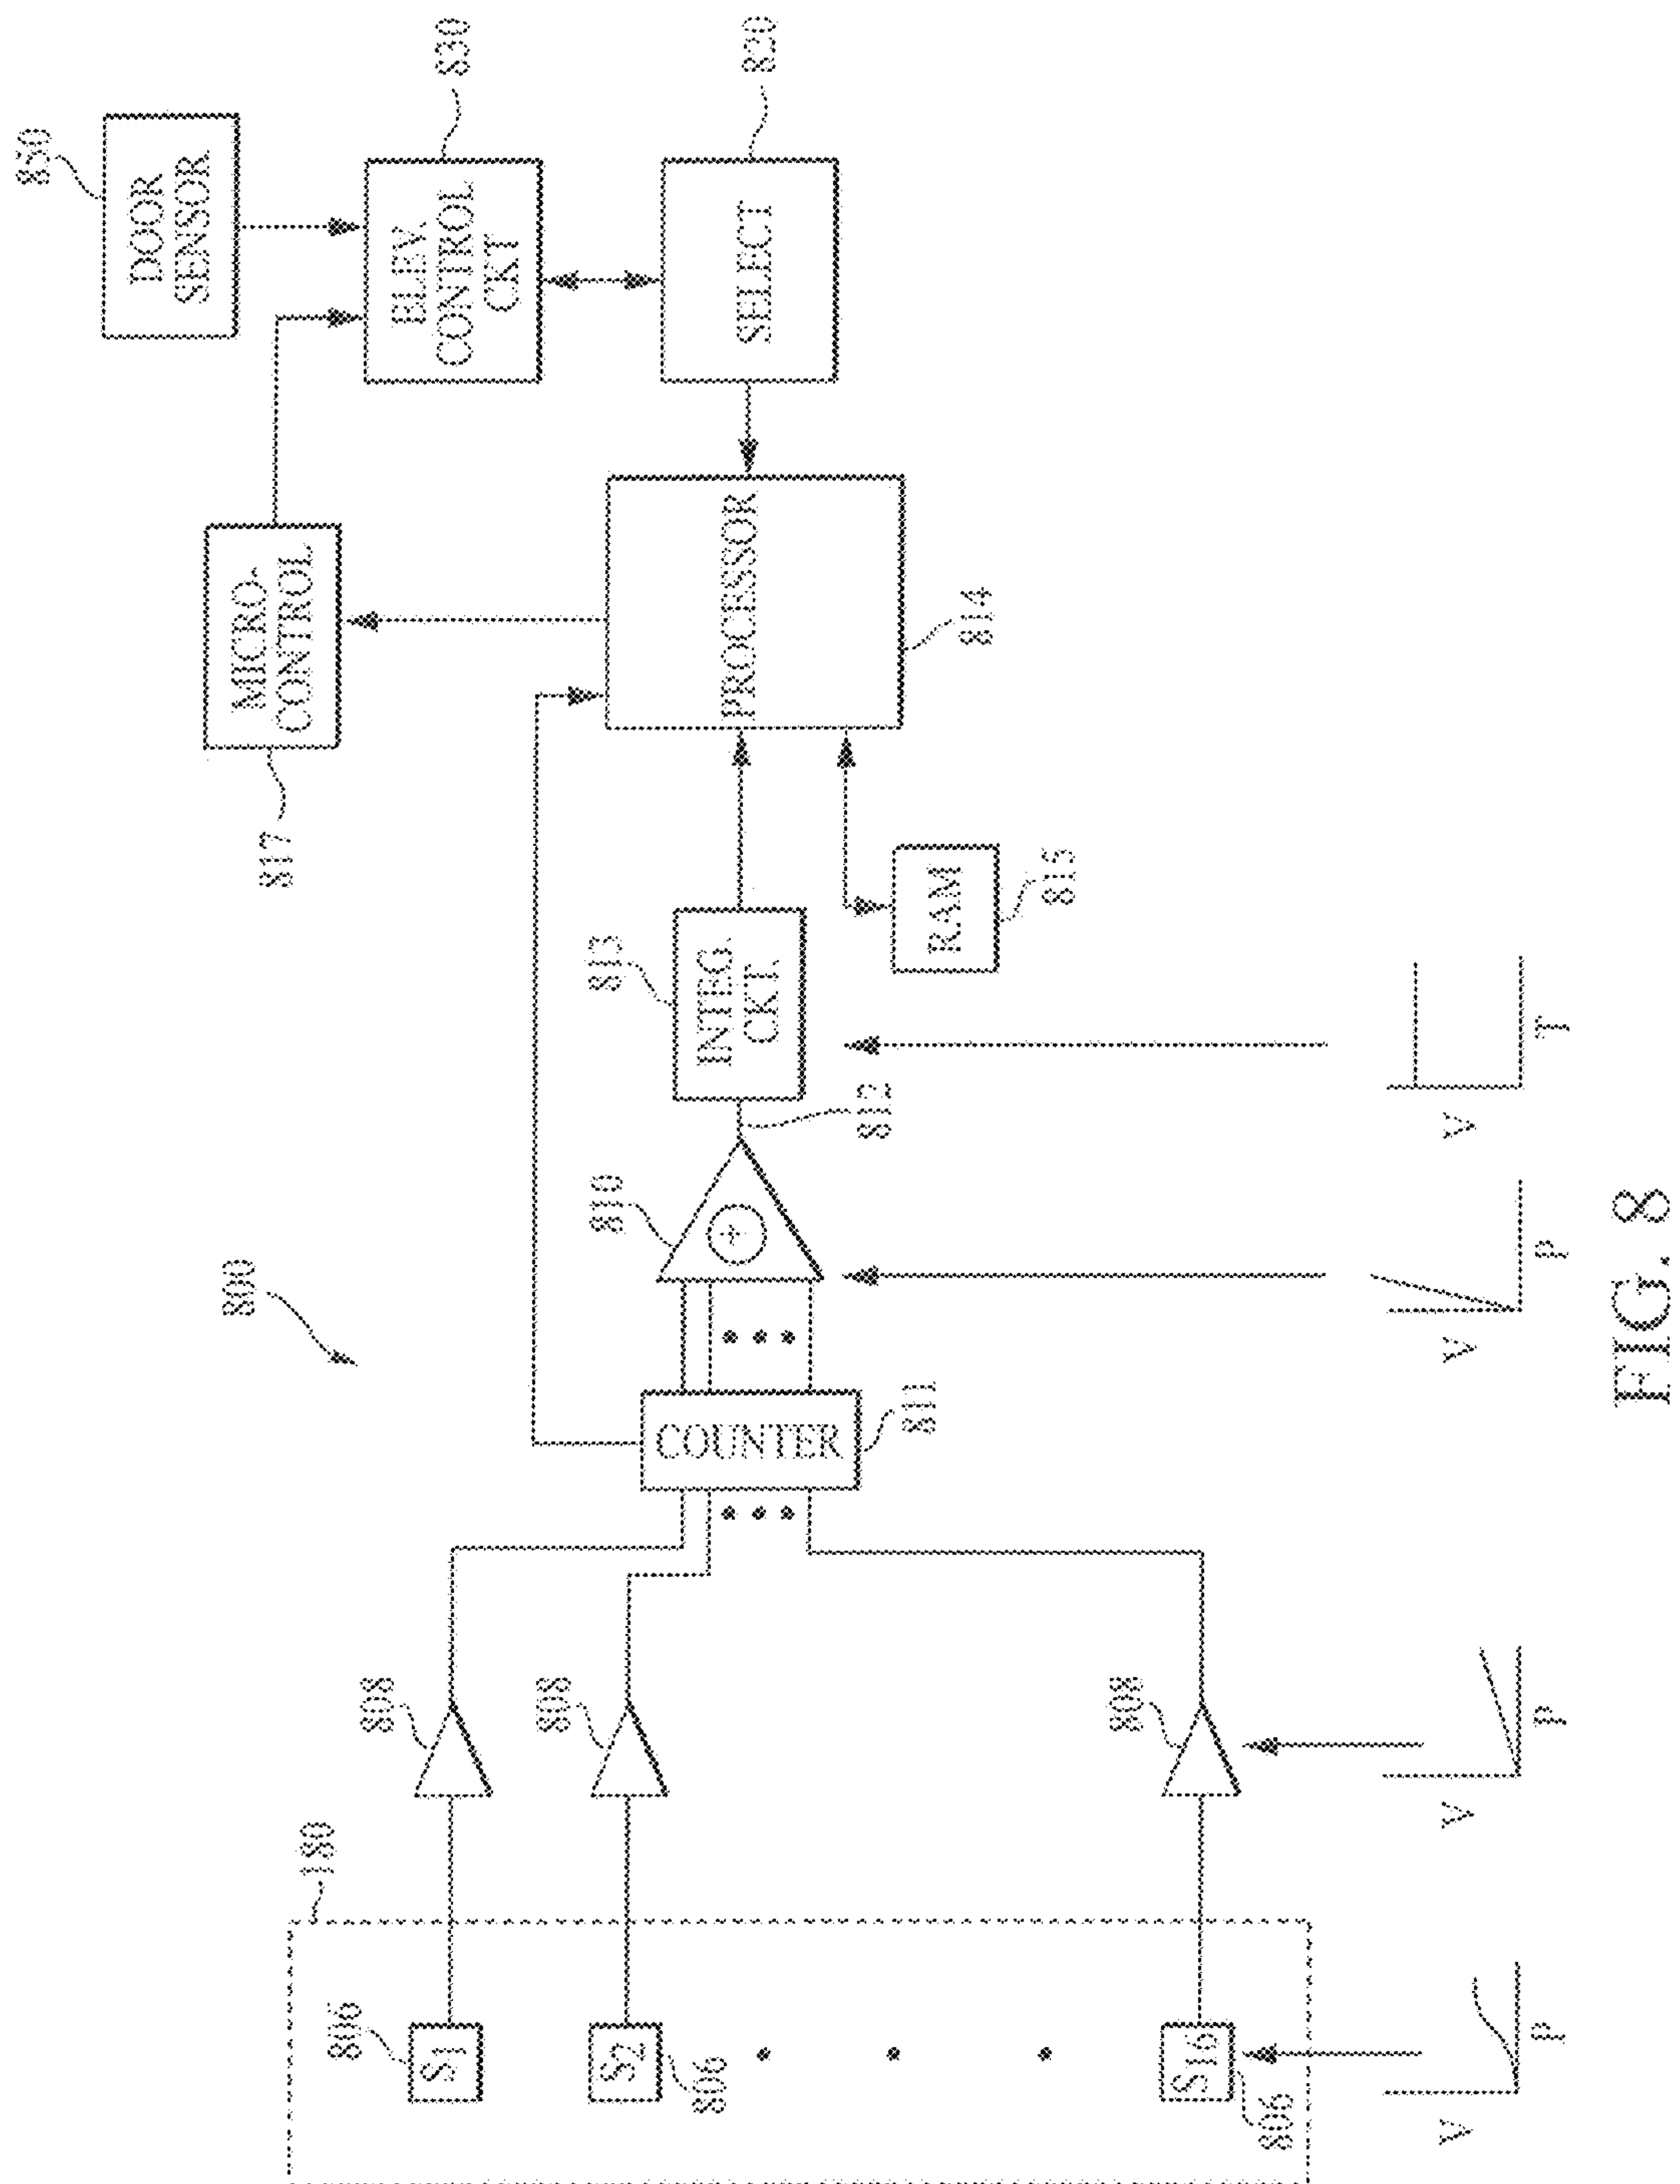 850
DOOR
SENSOR
830
ELEV.
CONTROL
CKT
820
SELECT
817
MICRO-
CONTROL
PROCESSOR
814
813
INTEG.
CKT.
RAM
815
812
810
+
800
COUNTER
811
808
808
808
180
806
S1
S2
806
S16
806
V
P
V
P
V
P
V
T
FIG. 8